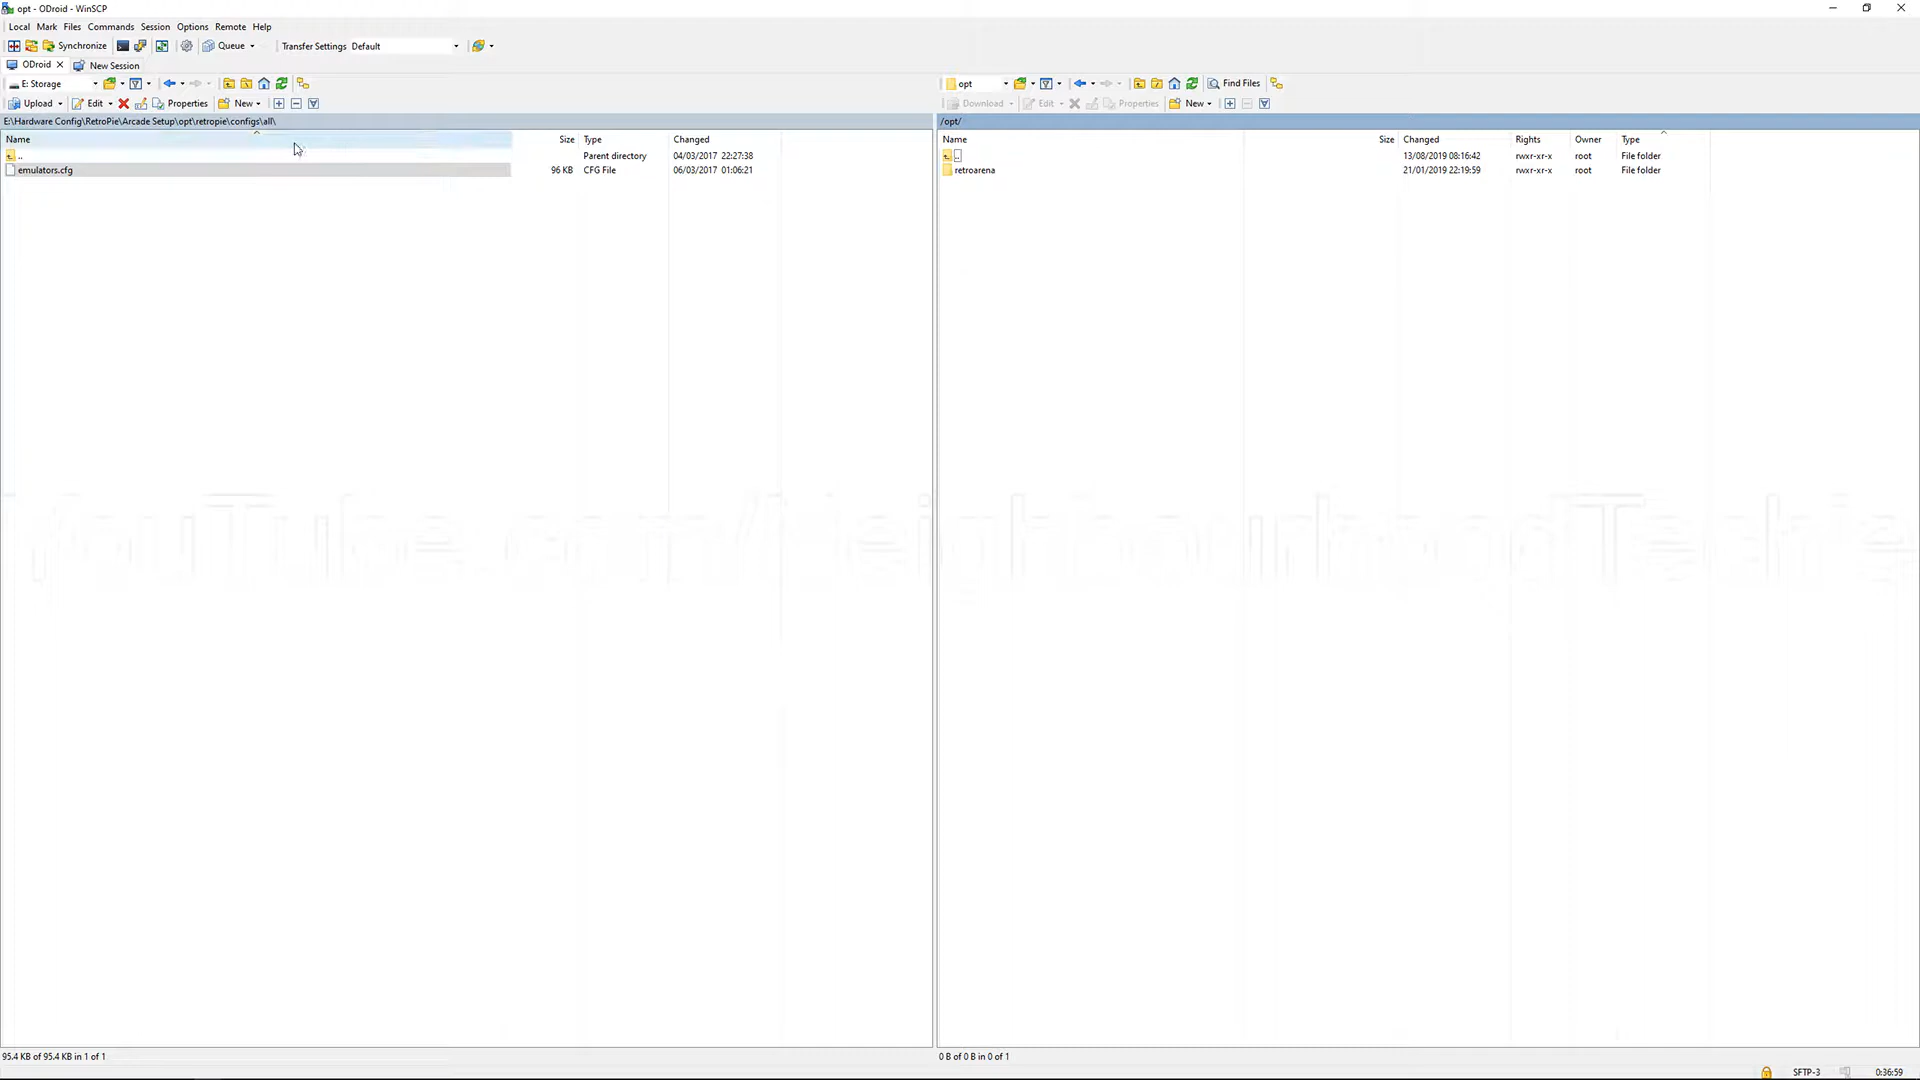 opt - ODroid - WinSCP
Local Mark Files Commands Session Options Remote Help
Synchronize Queue Transfer Settings Default
ODroid New Session
E: Storage
Upload Edit Properties New
E:\Hardware Config\RetroPie\Arcade Setup\opt\retropie\configs\all\
Name Size Type Changed
.. Parent directory 04/03/2017 22:27:38
emulators.cfg 96 KB CFG File 06/03/2017 01:06:21
95.4 KB of 95.4 KB in 1 of 1
opt Find Files
Download Edit Properties New
/opt/
Name Size Changed Rights Owner Type
.. 13/08/2019 08:16:42 rwxr-xr-x root File folder
retroarena 21/01/2019 22:19:59 rwxr-xr-x root File folder
YouTube.com/NeighbourhoodTechie
0 B of 0 B in 0 of 1
SFTP-3 0:36:59